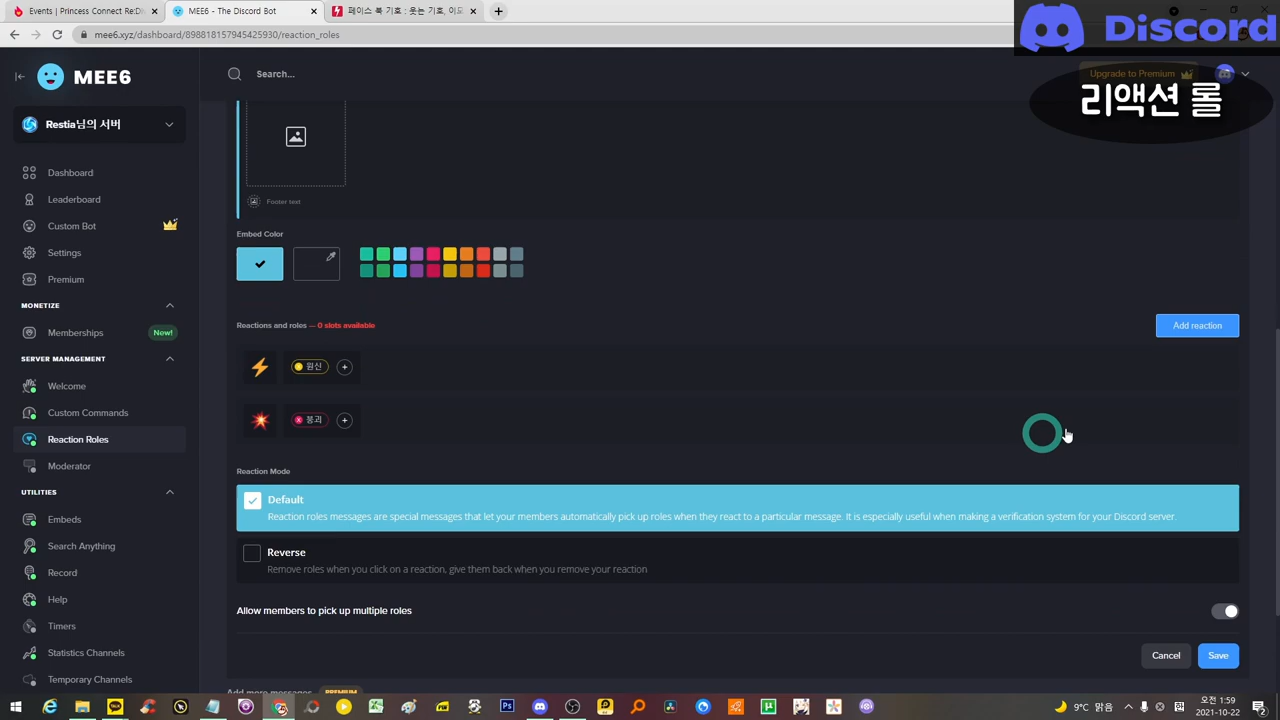 Events | Princess Connect Re:Div
MEE6 - The Discord Bot
페이스 북 기호 : 웃는 기호, 이모
mee6.xyz/dashboard/898818157945425930/reaction_roles
Discord
리액션 롤
MEE6
Search...
Upgrade to Premium
Restia님의 서버
Dashboard
Leaderboard
Custom Bot
Settings
Premium
MONETIZE
Memberships
New!
SERVER MANAGEMENT
Welcome
Custom Commands
Reaction Roles
Moderator
UTILITIES
Embeds
Search Anything
Record
Help
Timers
Statistics Channels
Temporary Channels
Footer text
Embed Color
Reactions and roles — 0 slots available
Add reaction
원신
붕괴
Reaction Mode
Default
Reaction roles messages are special messages that let your members automatically pick up roles when they react to a particular message. It is especially useful when making a verification system for your Discord server.
Reverse
Remove roles when you click on a reaction, give them back when you remove your reaction
Allow members to pick up multiple roles
Cancel
Save
Add more messages
PREMIUM
9°C 맑음
오전 1:59
2021-10-22